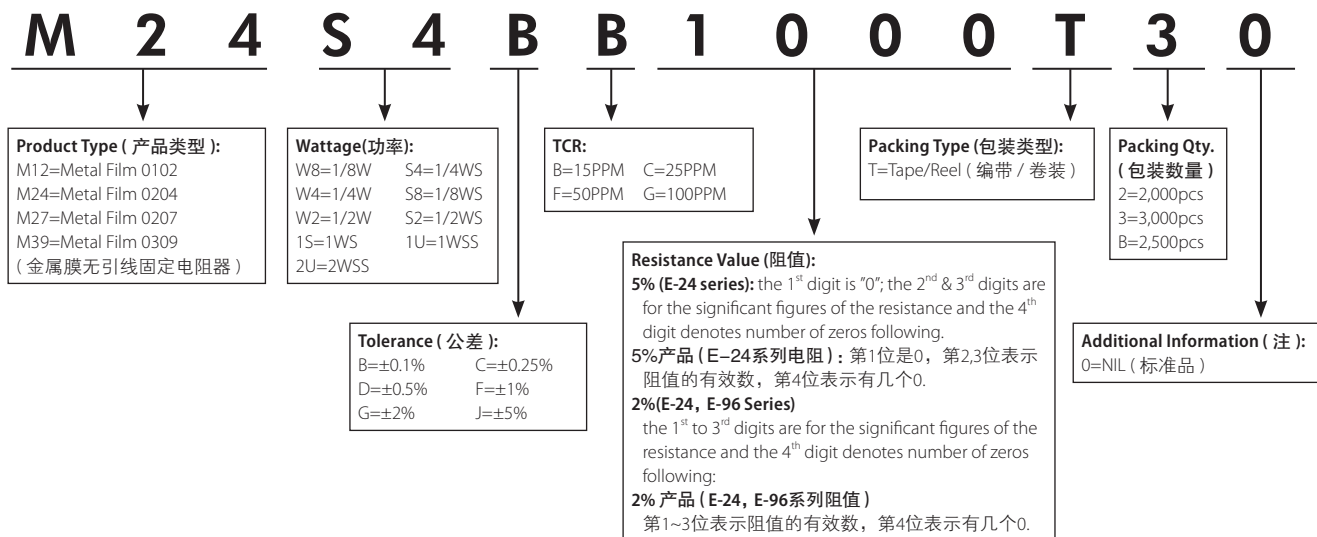 M 2 4 S 4 B B 1 0 0 0 T 3 0
Product Type ( 产品类型 ):
M12=Metal Film 0102
M24=Metal Film 0204
M27=Metal Film 0207
M39=Metal Film 0309
( 金属膜无引线固定电阻器 )
Wattage(功率):
W8=1/8W S4=1/4WS
W4=1/4W S8=1/8WS
W2=1/2W S2=1/2WS
1S=1WS 1U=1WSS
2U=2WSS
Tolerance ( 公差 ):
B=±0.1% C=±0.25%
D=±0.5% F=±1%
G=±2% J=±5%
TCR:
B=15PPM C=25PPM
F=50PPM G=100PPM
Resistance Value (阻值):
5% (E-24 series): the 1st digit is "0"; the 2nd & 3rd digits are
for the significant figures of the resistance and the 4th
digit denotes number of zeros following.
5%产品 ( E–24系列电阻 ) : 第1位是0，第2,3位表示
阻值的有效数，第4位表示有几个0.
2%(E-24, E-96 Series)
the 1st to 3rd digits are for the significant figures of the
resistance and the 4th digit denotes number of zeros
following:
2% 产品 ( E-24, E-96系列阻值 )
第1~3位表示阻值的有效数，第4位表示有几个0.
Packing Type (包装类型):
T=Tape/Reel ( 编带 / 卷装 )
Packing Qty.
( 包装数量 )
2=2,000pcs
3=3,000pcs
B=2,500pcs
Additional Information ( 注 ):
0=NIL ( 标准品 )